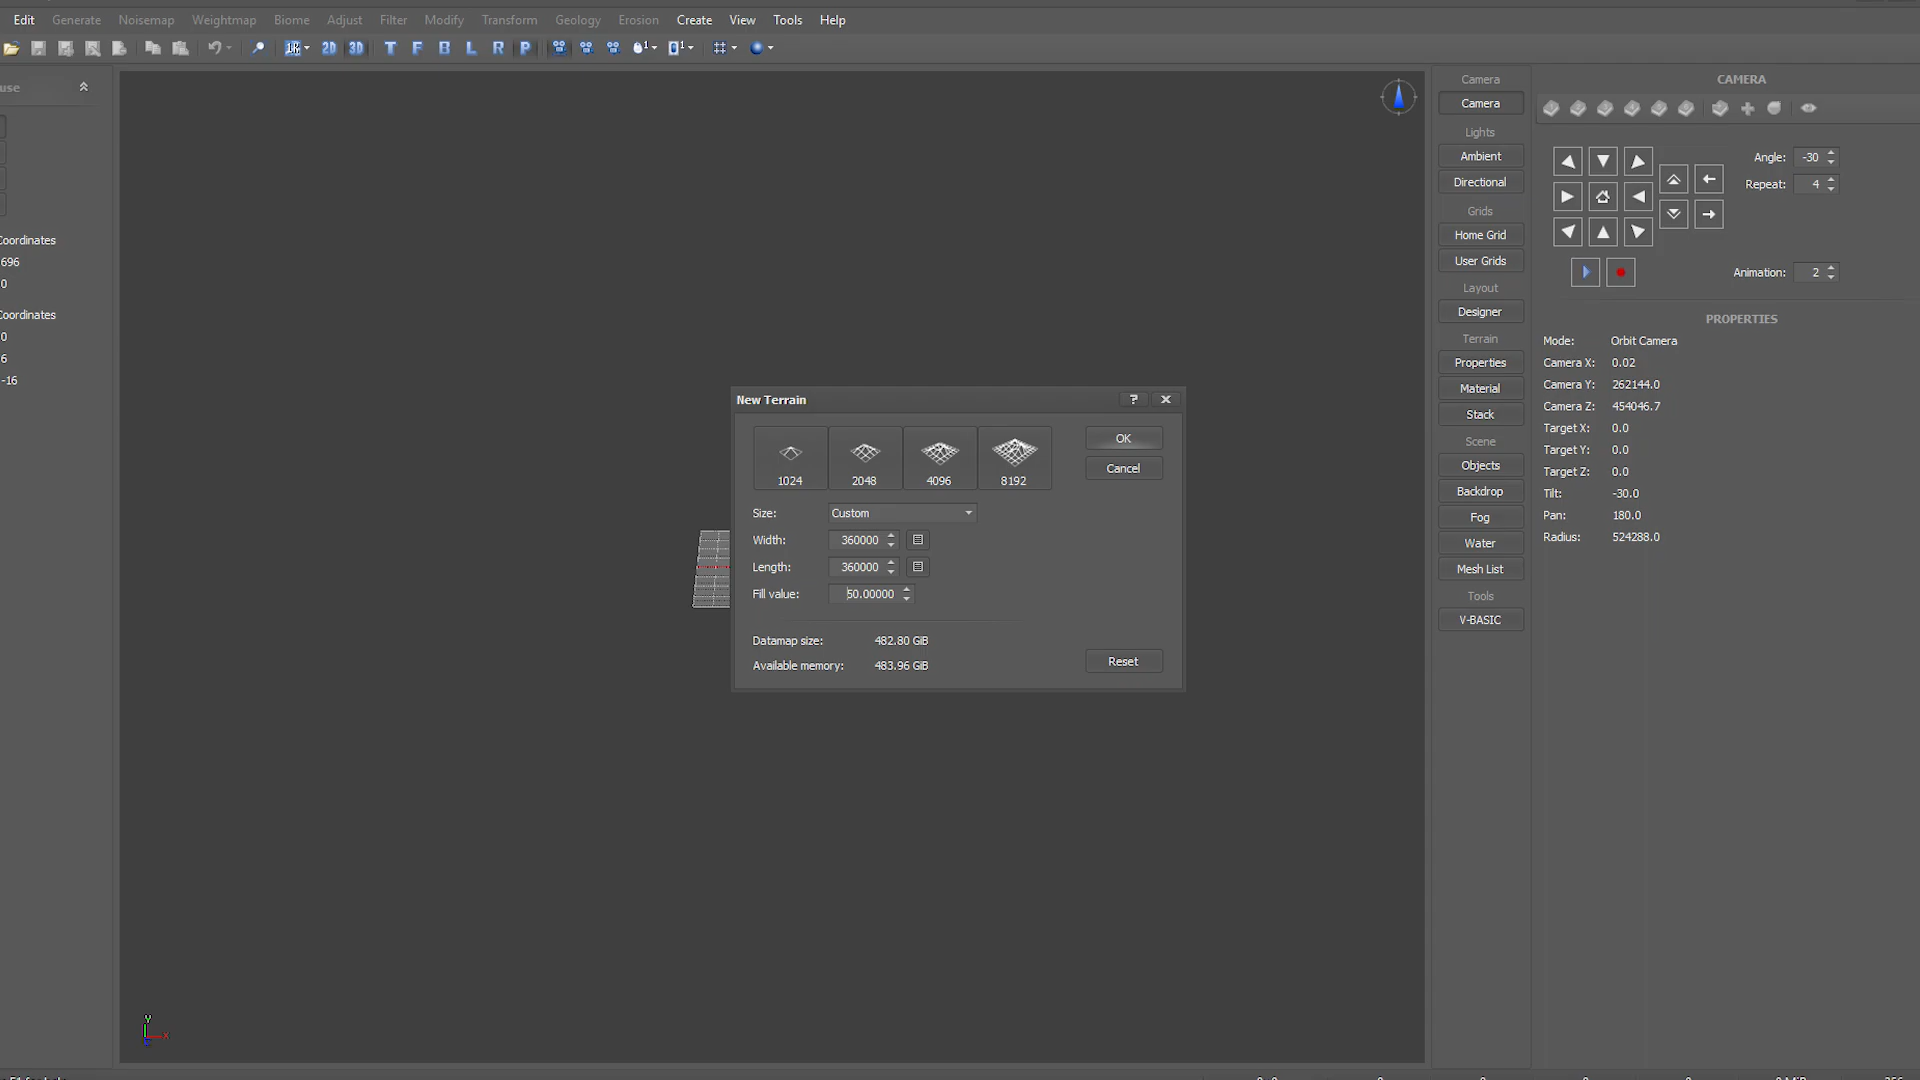 Edit Generate Noisemap Weightmap Biome Adjust Filter Modify Transform Geology Erosion Create View Tools Help
2D 3D T F B L R P
use
Coordinates
696
0
Coordinates
0
6
-16
New Terrain
?
1024 2048 4096 8192
OK
Cancel
Size: Custom
Width: 360000
Length: 360000
Fill value: 50.00000
Datamap size: 482.80 GiB
Available memory: 483.96 GiB
Reset
Y
X
Camera
Camera
Lights
Ambient
Directional
Grids
Home Grid
User Grids
Layout
Designer
Terrain
Properties
Material
Stack
Scene
Objects
Backdrop
Fog
Water
Mesh List
Tools
V-BASIC
CAMERA
Angle: -30
Repeat: 4
Animation: 2
PROPERTIES
Mode: Orbit Camera
Camera X: 0.02
Camera Y: 262144.0
Camera Z: 454046.7
Target X: 0.0
Target Y: 0.0
Target Z: 0.0
Tilt: -30.0
Pan: 180.0
Radius: 524288.0